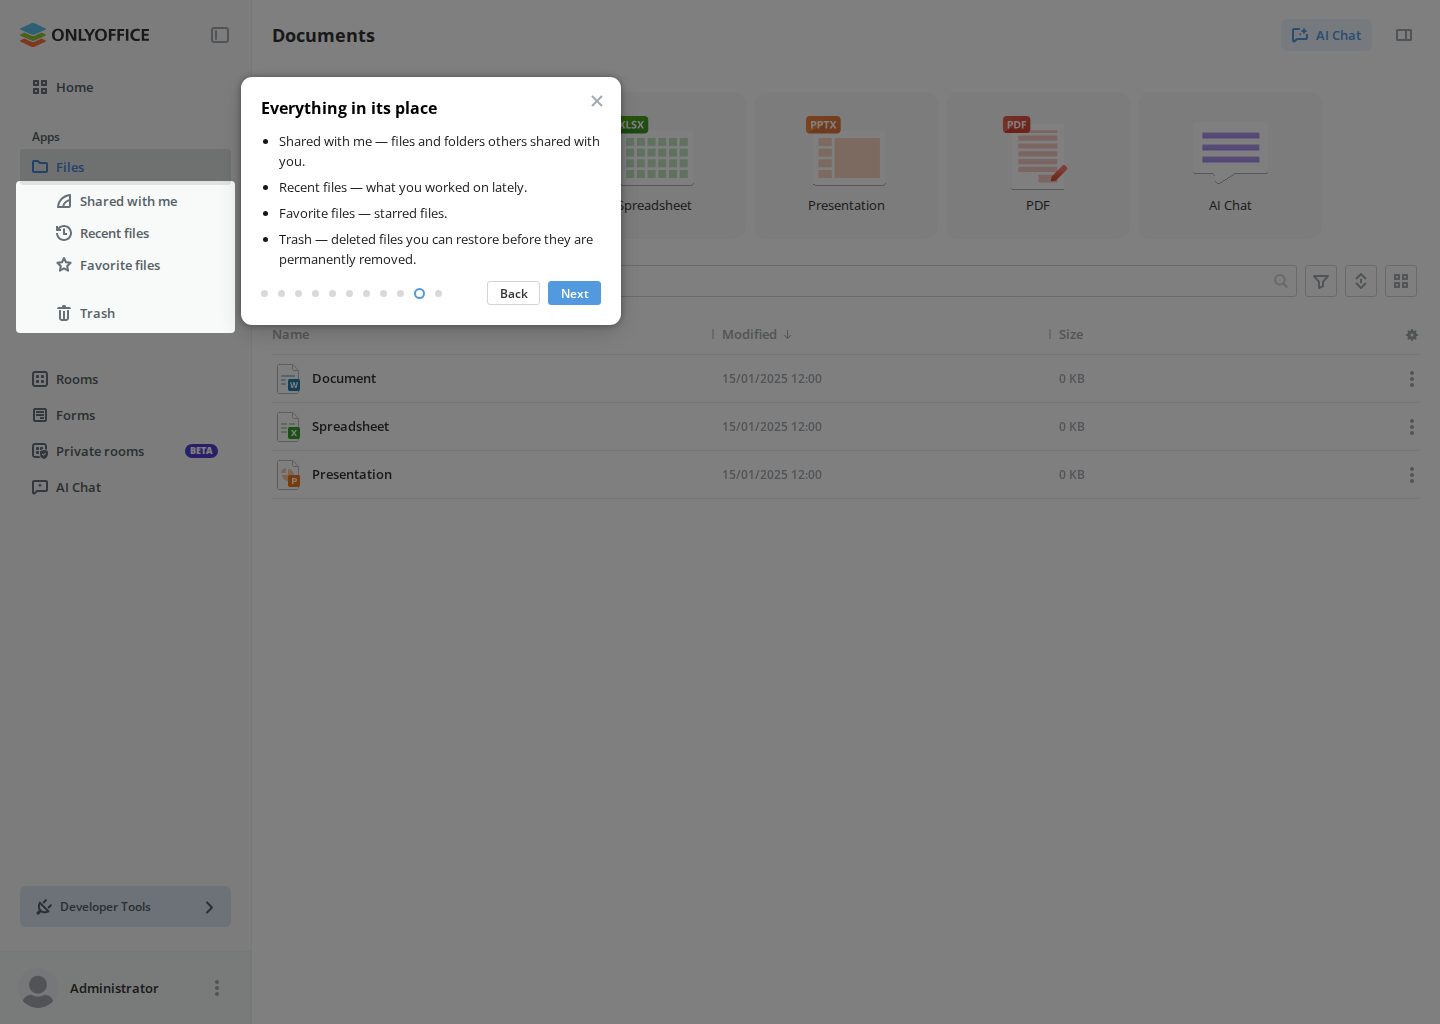 ONLYOFFICE
Documents
AI Chat
Home
Apps
Files
Shared with me
Recent files
Favorite files
Trash
Rooms
Forms
Private rooms
BETA
AI Chat
Developer Tools
Administrator
Everything in its place
Shared with me — files and folders others shared with
you.
Recent files — what you worked on lately.
Favorite files — starred files.
Trash — deleted files you can restore before they are
permanently removed.
Back
Next
XLSX
Spreadsheet
PPTX
Presentation
PDF
PDF
AI Chat
Name
Modified
Size
W
Document
15/01/2025 12:00
0 KB
X
Spreadsheet
15/01/2025 12:00
0 KB
P
Presentation
15/01/2025 12:00
0 KB